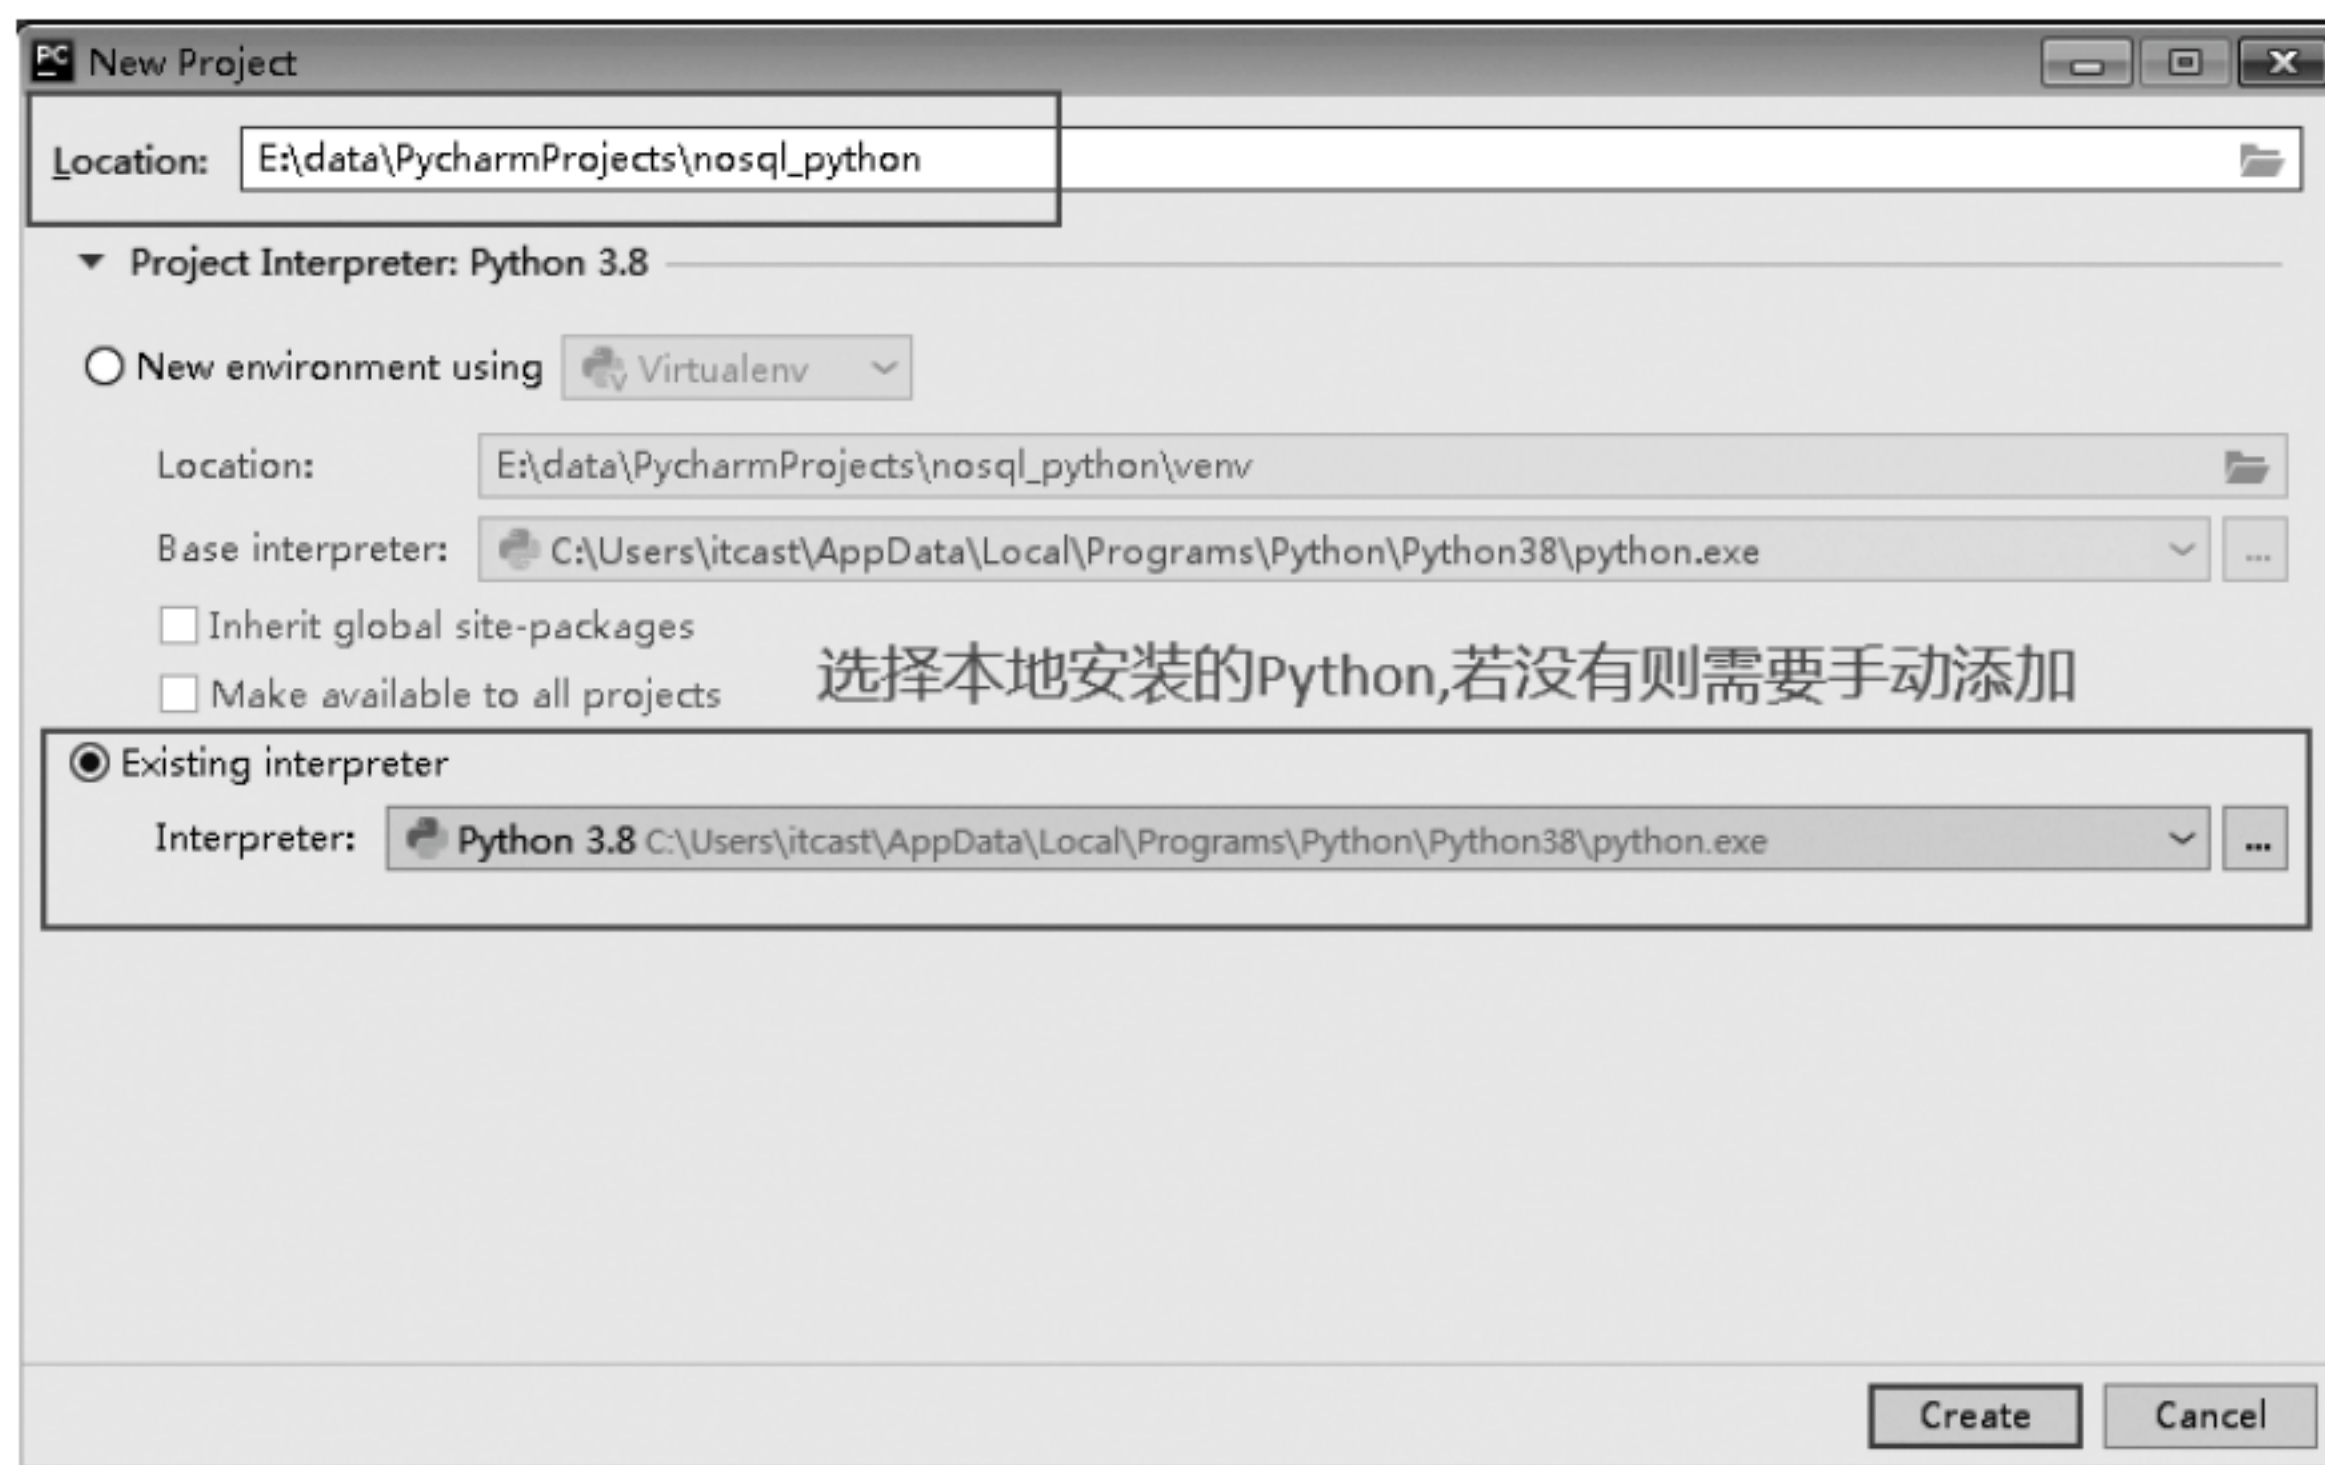 PC New Project
Location: E:\data\PycharmProjects\nosql_python
Project Interpreter: Python 3.8
New environment using Virtualenv
Location: E:\data\PycharmProjects\nosql_python\venv
Base interpreter: C:\Users\itcast\AppData\Local\Programs\Python\Python38\python.exe ...
Inherit global site-packages
选择本地安装的Python,若没有则需要手动添加
Make available to all projects
Existing interpreter
Interpreter: Python 3.8 C:\Users\itcast\AppData\Local\Programs\Python\Python38\python.exe ...
Create Cancel